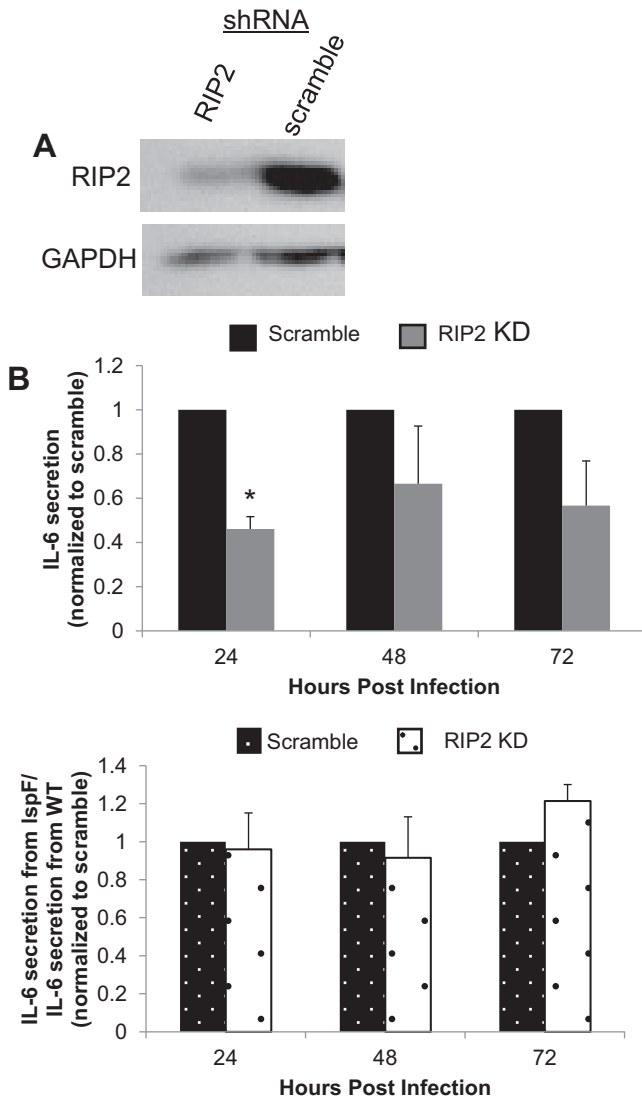 shRNA
RIP2 scramble
A
RIP2
GAPDH
Scramble RIP2 KD
B
IL-6 secretion
(normalized to scramble)
1.2
1
0.8
0.6
0.4
0.2
0
*
24 48 72
Hours Post Infection
Scramble RIP2 KD
IL-6 secretion from lspF/
IL-6 secretion from WT
(normalized to scramble)
1.4
1.2
1
0.8
0.6
0.4
0.2
0
24 48 72
Hours Post Infection